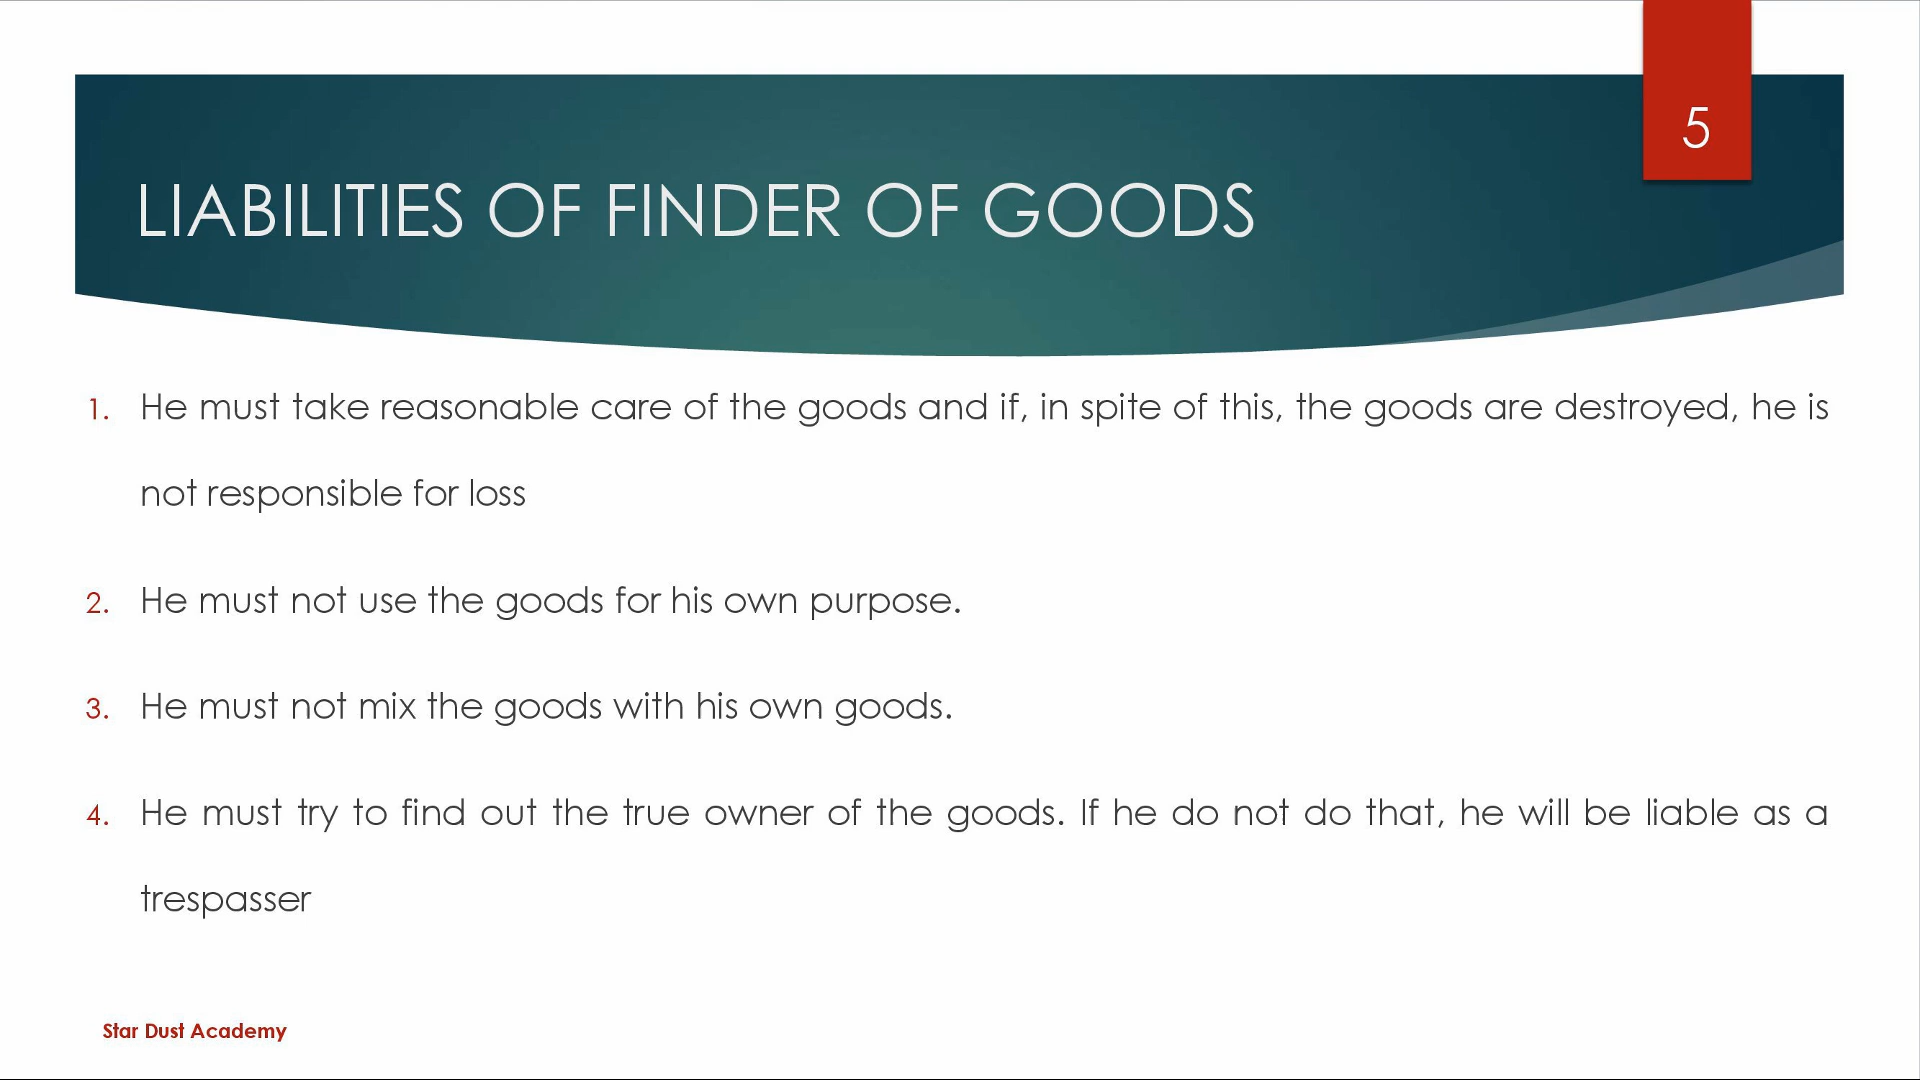 5
LIABILITIES OF FINDER OF GOODS
1. He must take reasonable care of the goods and if, in spite of this, the goods are destroyed, he is
not responsible for loss
2. He must not use the goods for his own purpose.
3. He must not mix the goods with his own goods.
4. He must try to find out the true owner of the goods. If he do not do that, he will be liable as a
trespasser
Star Dust Academy